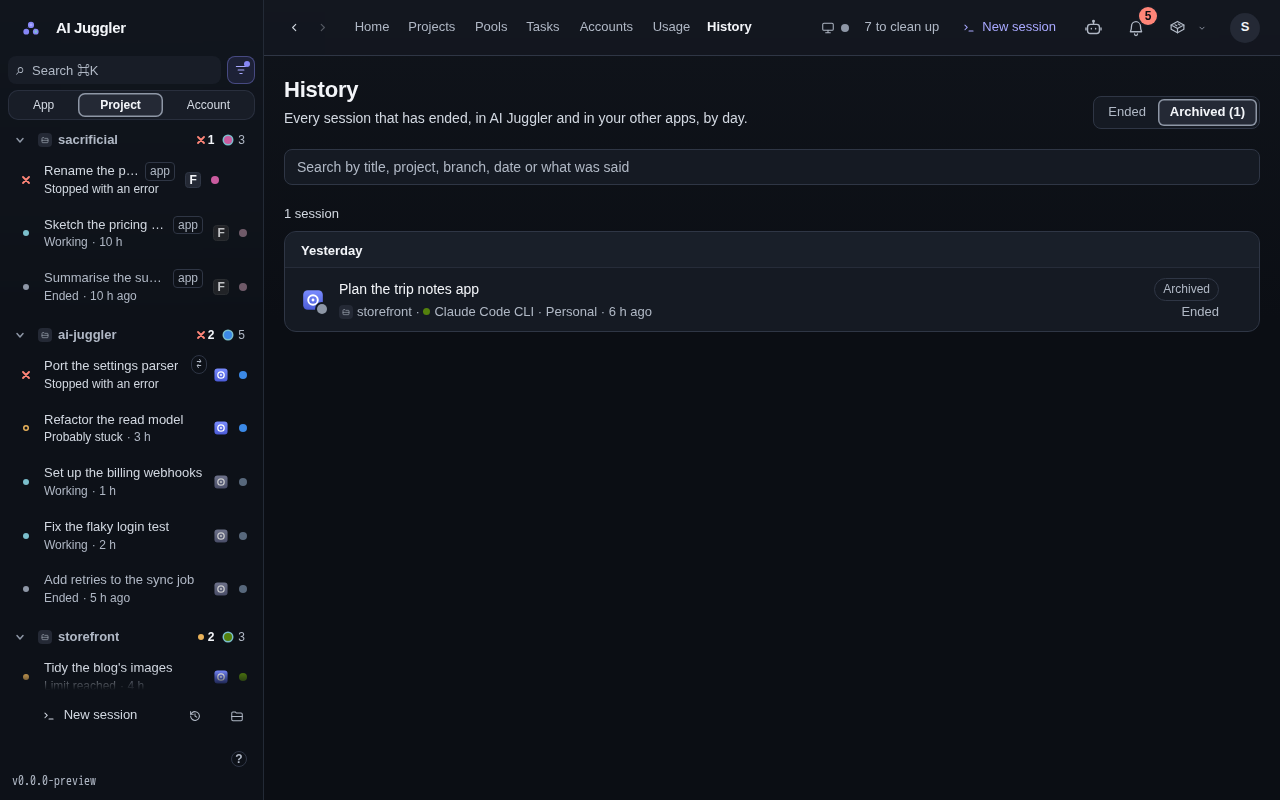 AI Juggler
Search ⌘K
App Project Account
sacrificial 1 3
Rename the p… app F
Stopped with an error
Sketch the pricing … app F
Working · 10 h
Summarise the su… app F
Ended · 10 h ago
ai-juggler 2 5
Port the settings parser
Stopped with an error
Refactor the read model
Probably stuck · 3 h
Set up the billing webhooks
Working · 1 h
Fix the flaky login test
Working · 2 h
Add retries to the sync job
Ended · 5 h ago
storefront 2 3
Tidy the blog's images
Limit reached · 4 h
New session
?
v0.0.0-preview
Home Projects Pools Tasks Accounts Usage History 7 to clean up New session 5 S
History
Every session that has ended, in AI Juggler and in your other apps, by day.
Ended Archived (1)
Search by title, project, branch, date or what was said
1 session
Yesterday
Plan the trip notes app Archived
storefront · Claude Code CLI · Personal · 6 h ago Ended